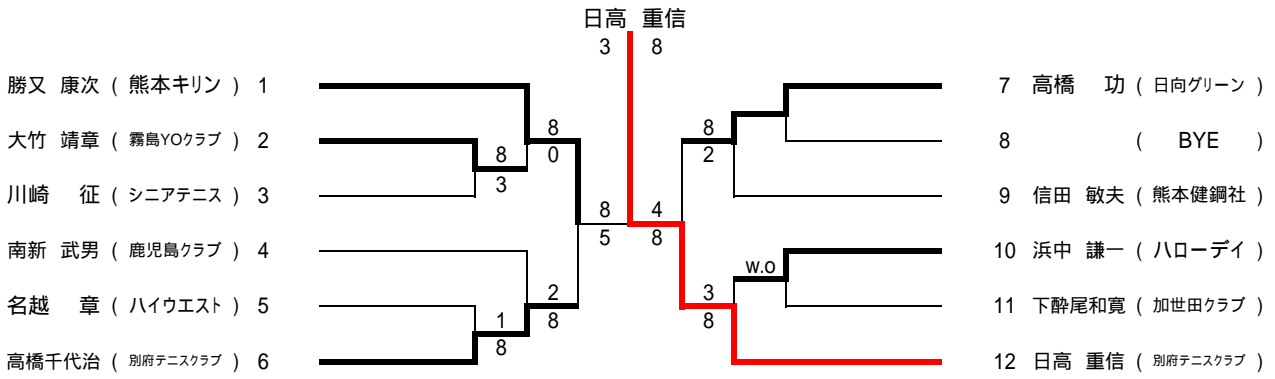 日高 重信
3 8
勝又 康次 ( 熊本キリン ) 1
大竹 靖章 ( 霧島YOクラブ ) 2
川崎 征 ( シニアテニス ) 3
南新 武男 ( 鹿児島クラブ ) 4
名越 章 ( ハイウエスト ) 5
高橋千代治 ( 別府テニスクラブ ) 6
8
3
8
0
1
8
2
8
8
5
4
8
8
2
w.o
3
8
7 高橋 功 ( 日向グリーン )
8 ( BYE )
9 信田 敏夫 ( 熊本健鋼社 )
10 浜中 謙一 ( ハローデイ )
11 下酔尾和寛 ( 加世田クラブ )
12 日高 重信 ( 別府テニスクラブ )